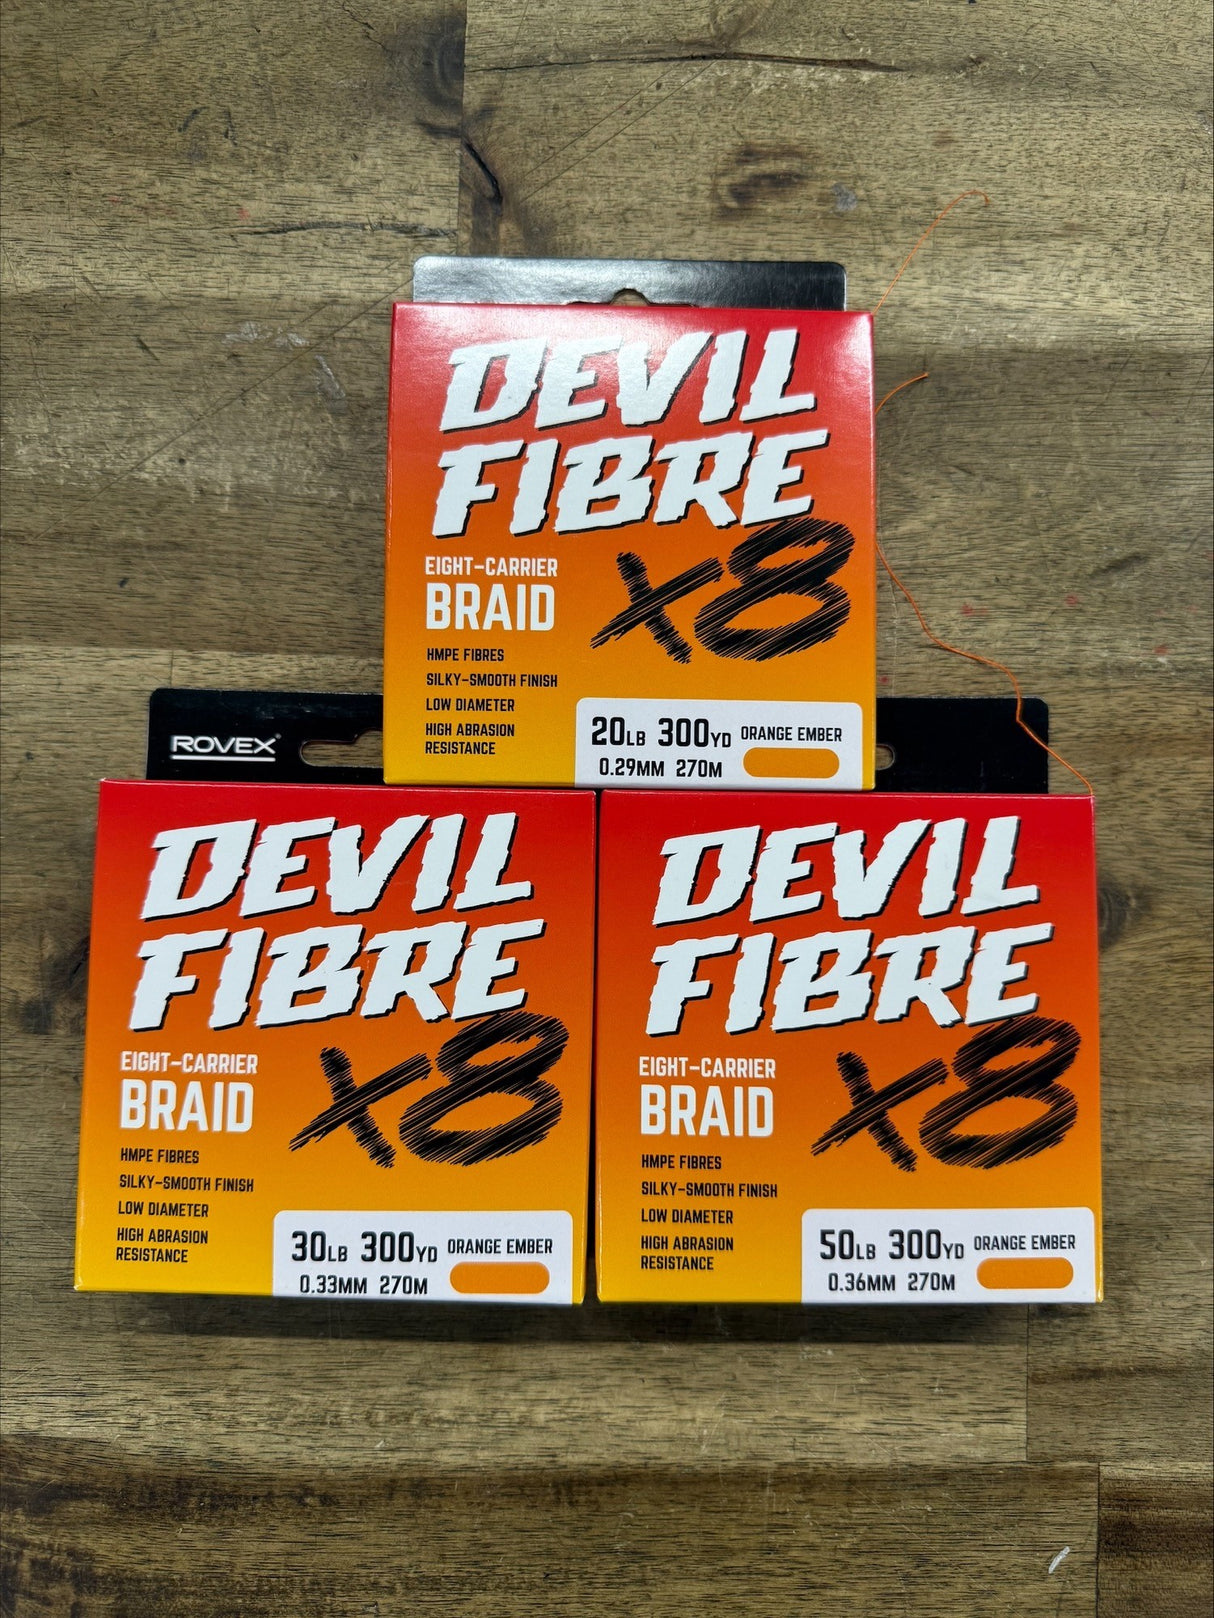 DEVIL
FIBRE
X8
EIGHT-CARRIER
BRAID
HMPE FIBRES
SILKY-SMOOTH FINISH
LOW DIAMETER
HIGH ABRASION
RESISTANCE
20LB 300YD ORANGE EMBER
0.29MM 270M
ROVEX®
DEVIL
FIBRE
X8
EIGHT-CARRIER
BRAID
HMPE FIBRES
SILKY-SMOOTH FINISH
LOW DIAMETER
HIGH ABRASION
RESISTANCE
30LB 300YD ORANGE EMBER
0.33MM 270M
DEVIL
FIBRE
X8
EIGHT-CARRIER
BRAID
HMPE FIBRES
SILKY-SMOOTH FINISH
LOW DIAMETER
HIGH ABRASION
RESISTANCE
50LB 300YD ORANGE EMBER
0.36MM 270M